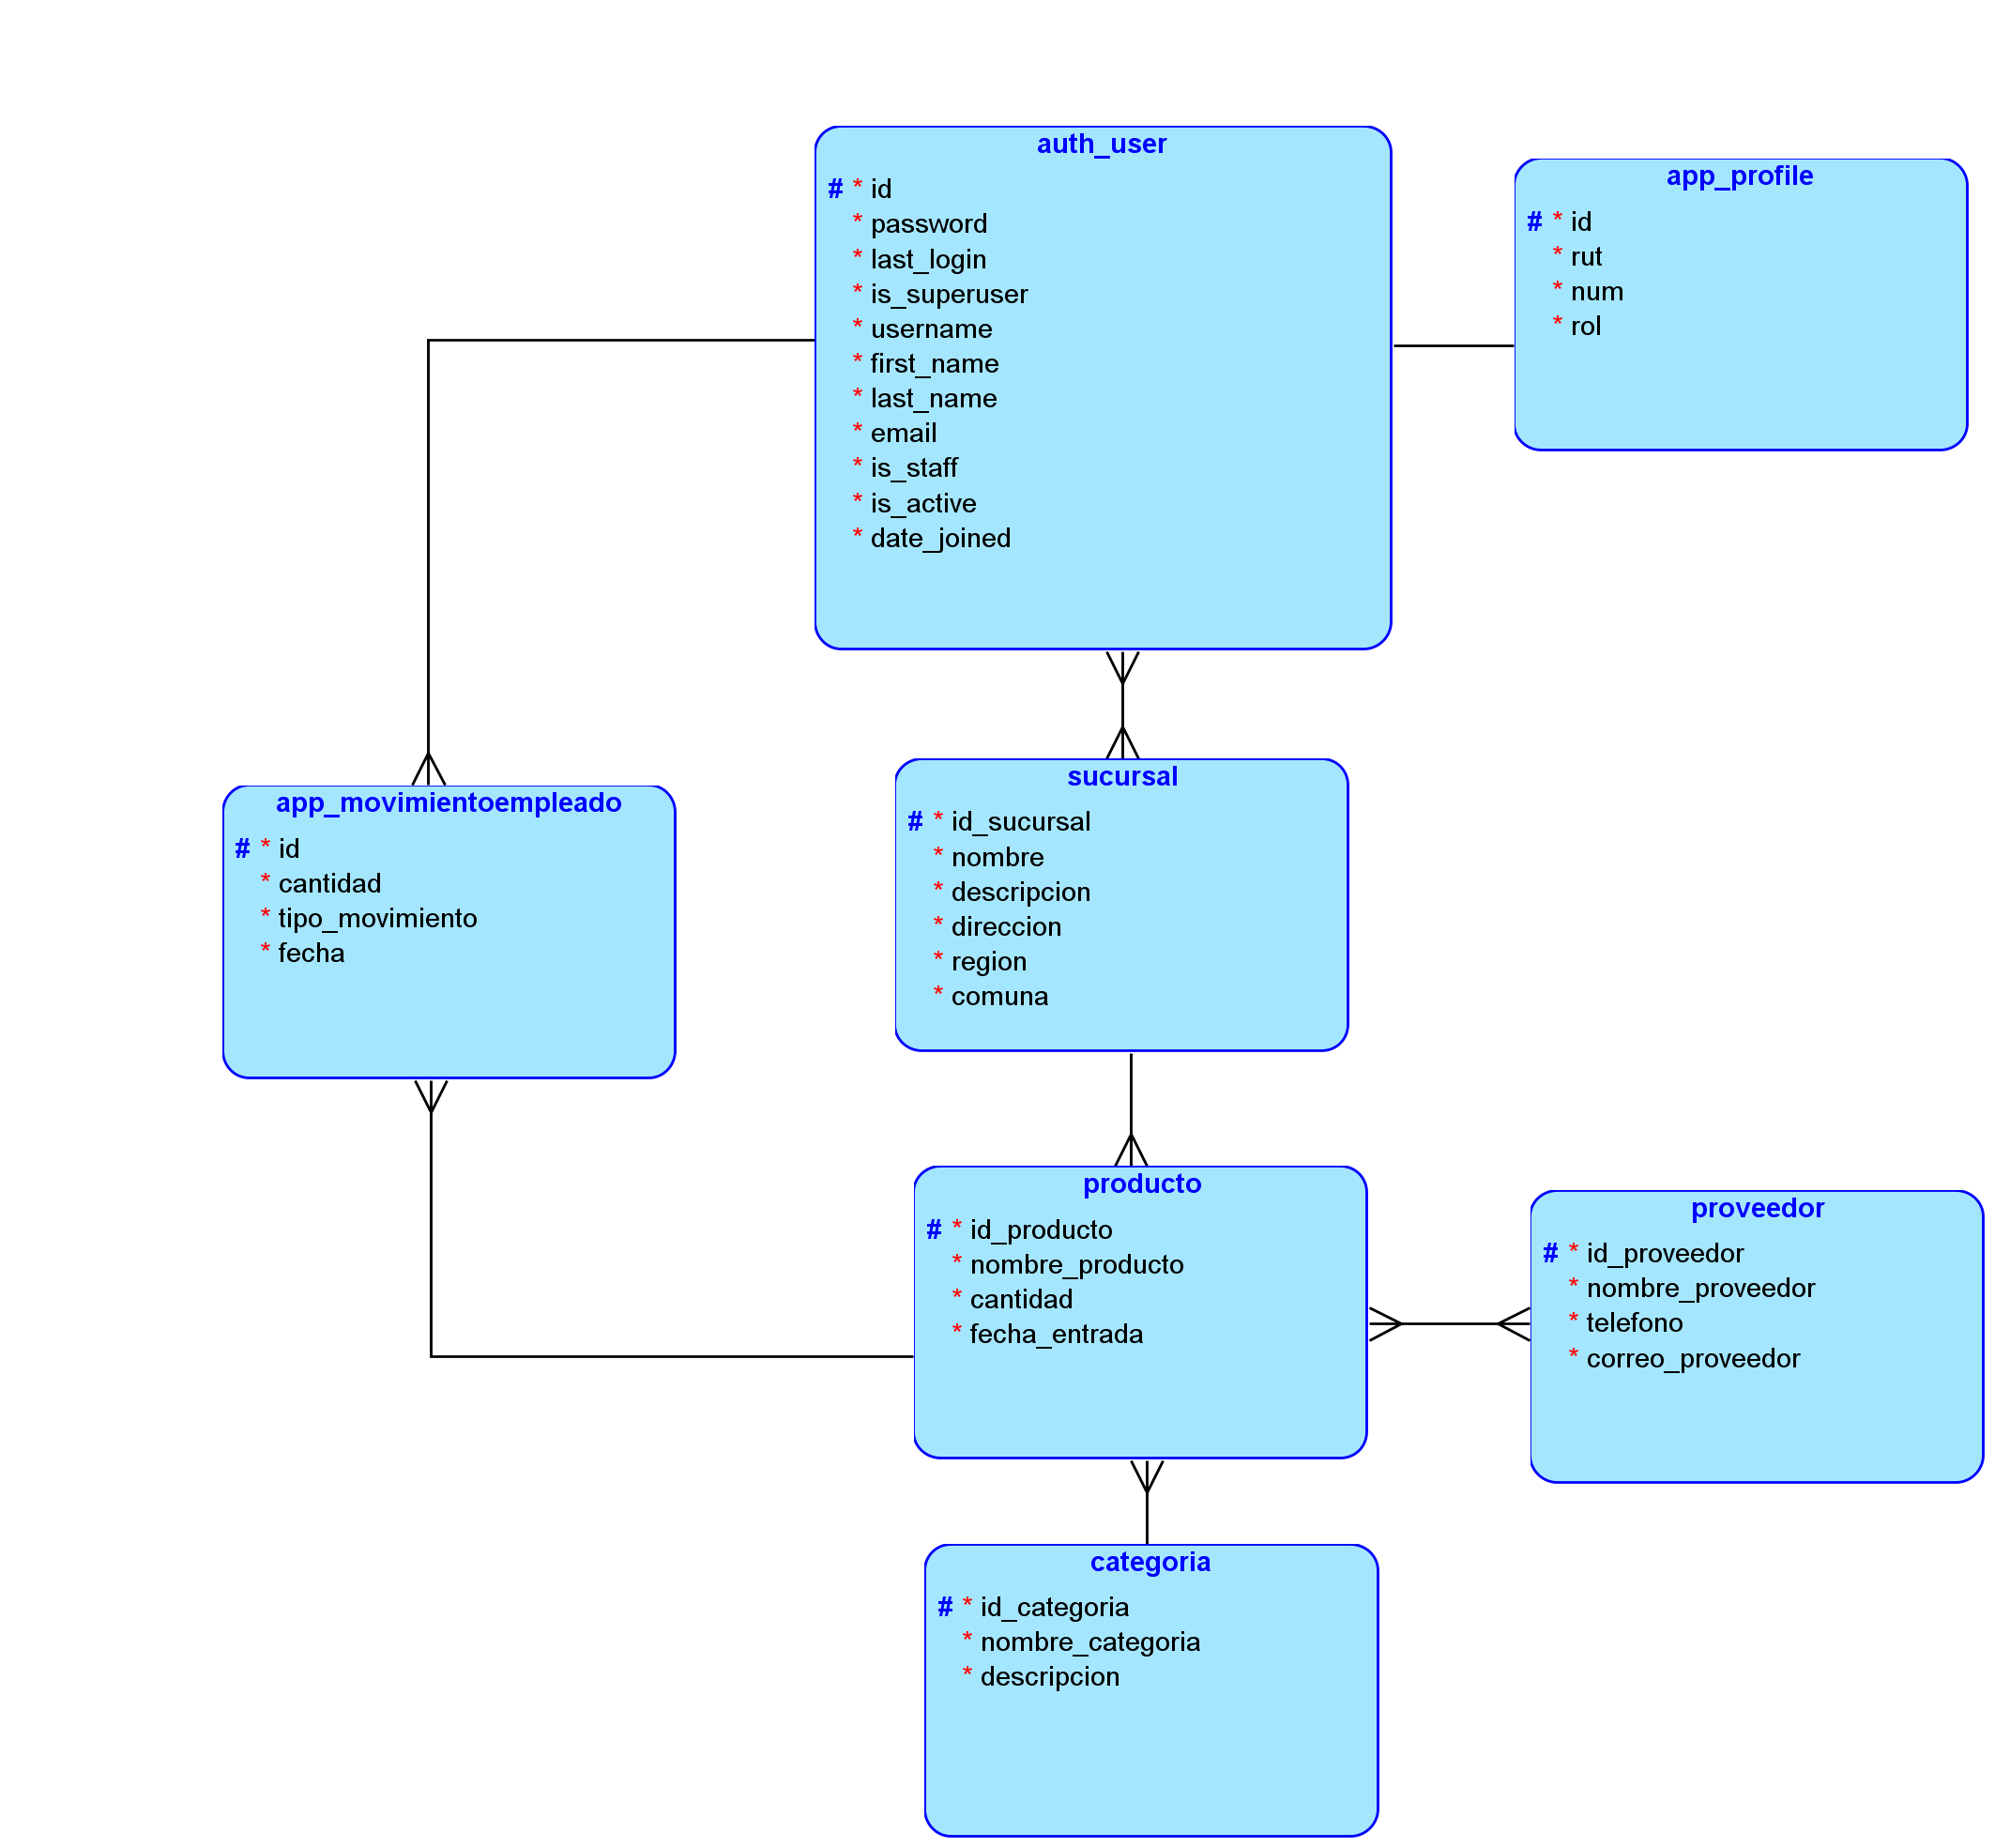 auth_user
# * id
* password
* last_login
* is_superuser
* username
* first_name
* last_name
* email
* is_staff
* is_active
* date_joined
app_profile
# * id
* rut
* num
* rol
app_movimientoempleado
# * id
* cantidad
* tipo_movimiento
* fecha
sucursal
# * id_sucursal
* nombre
* descripcion
* direccion
* region
* comuna
producto
# * id_producto
* nombre_producto
* cantidad
* fecha_entrada
proveedor
# * id_proveedor
* nombre_proveedor
* telefono
* correo_proveedor
categoria
# * id_categoria
* nombre_categoria
* descripcion